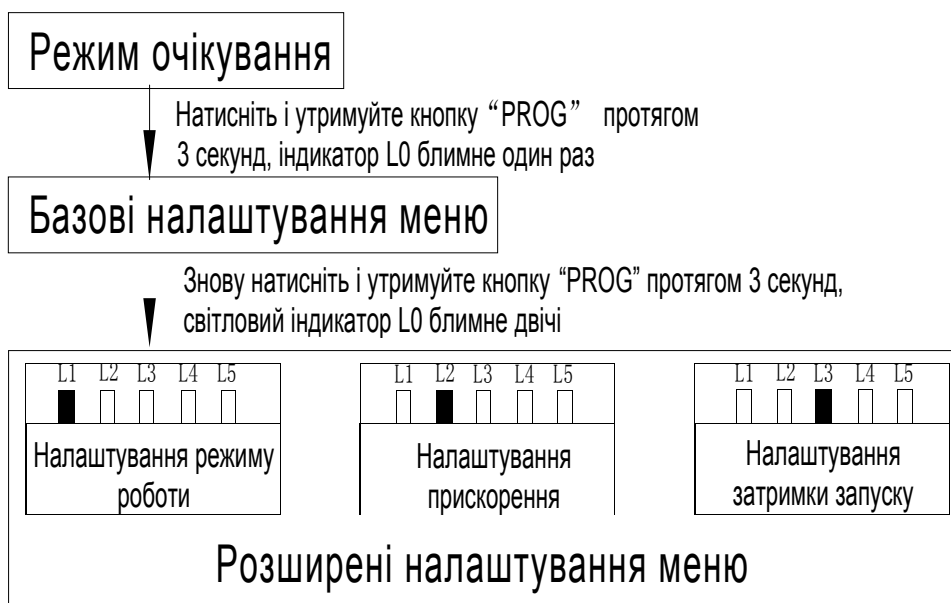 Режим очікування
Натисніть і утримуйте кнопку “PROG” протягом
3 секунд, індикатор L0 блимне один раз
Базові налаштування меню
Знову натисніть і утримуйте кнопку “PROG” протягом 3 секунд,
світловий індикатор L0 блимне двічі
L1 L2 L3 L4 L5
Налаштування режиму
роботи
L1 L2 L3 L4 L5
Налаштування
прискорення
L1 L2 L3 L4 L5
Налаштування
затримки запуску
Розширені налаштування меню